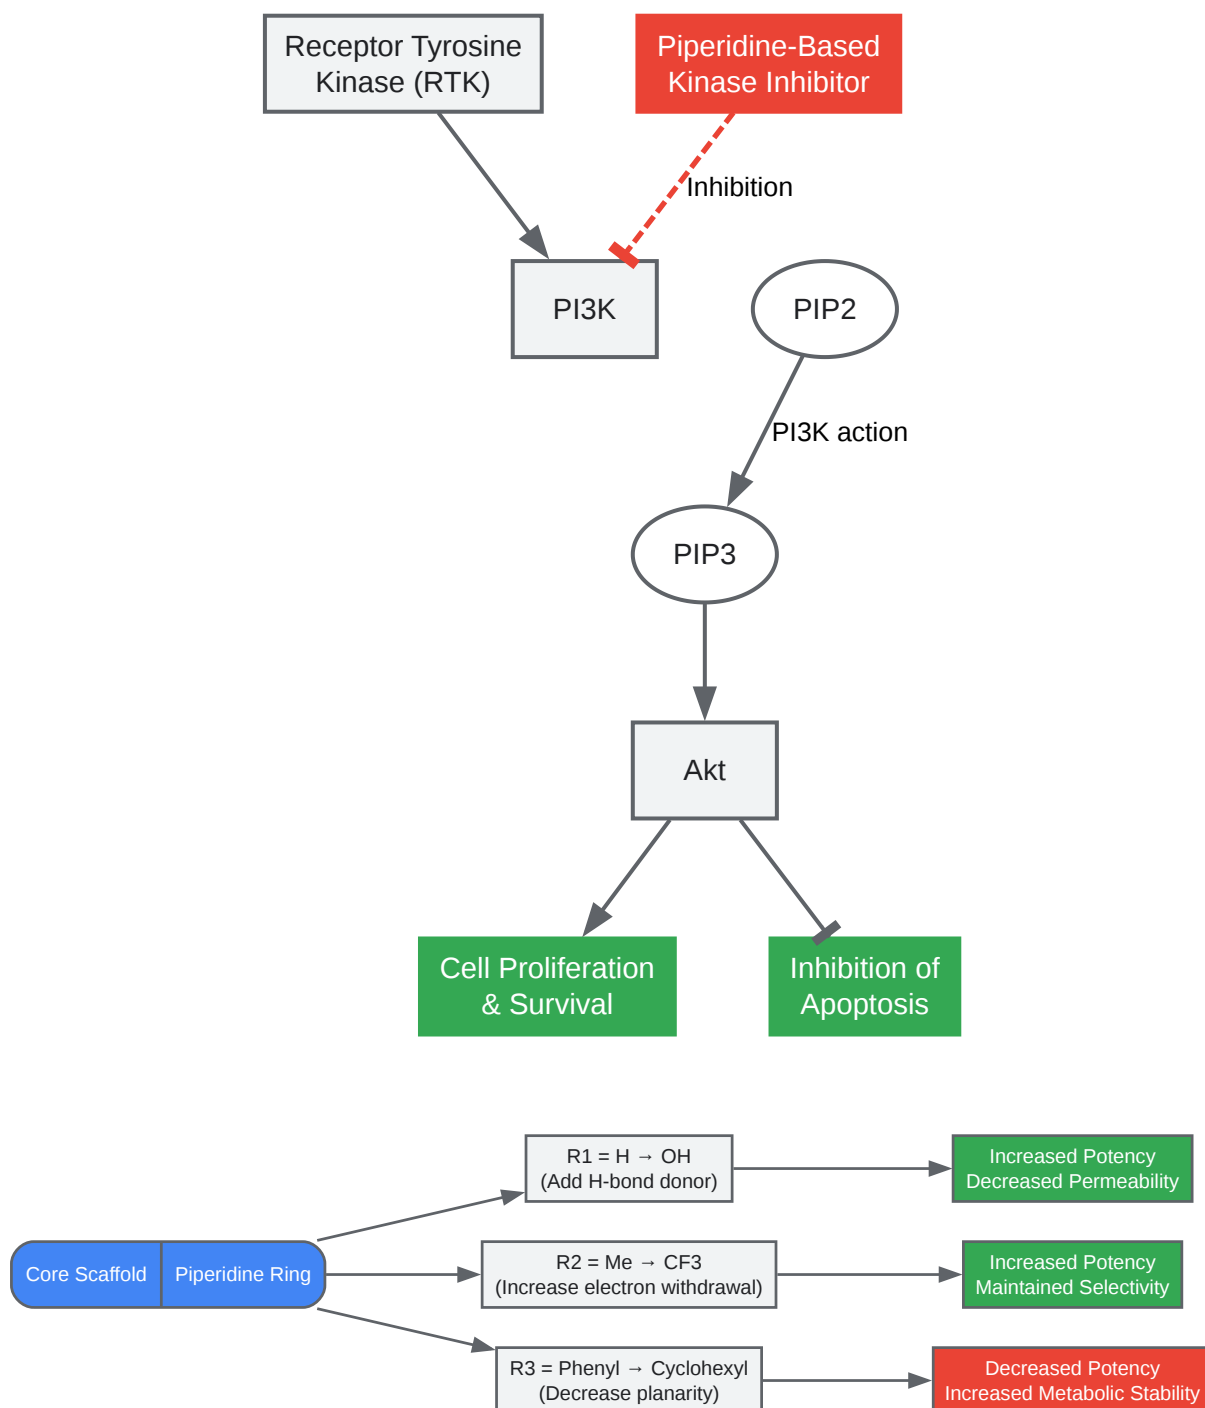 Receptor Tyrosine
Kinase (RTK)
Piperidine-Based
Kinase Inhibitor
Inhibition
PI3K
PIP2
PI3K action
PIP3
Akt
Cell Proliferation
& Survival
Inhibition of
Apoptosis
R1 = H → OH
(Add H-bond donor)
Increased Potency
Decreased Permeability
Core Scaffold
Piperidine Ring
R2 = Me → CF3
(Increase electron withdrawal)
Increased Potency
Maintained Selectivity
R3 = Phenyl → Cyclohexyl
(Decrease planarity)
Decreased Potency
Increased Metabolic Stability